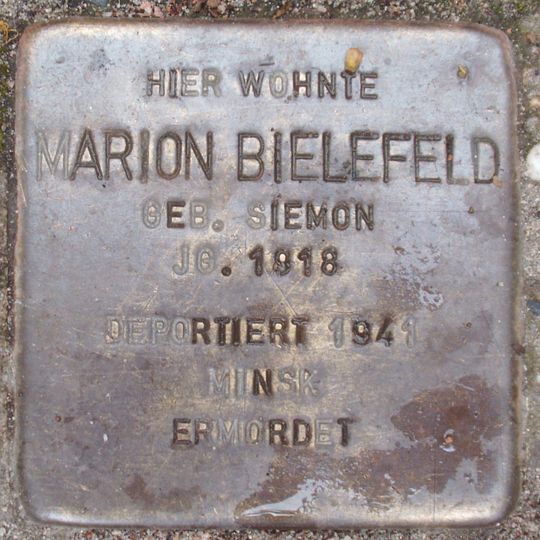 HIER WOHNTE
MARION BIELEFELD
GEB. SIEMON
JG. 1918
DEPORTIERT 1941
MINSK
ERMORDET